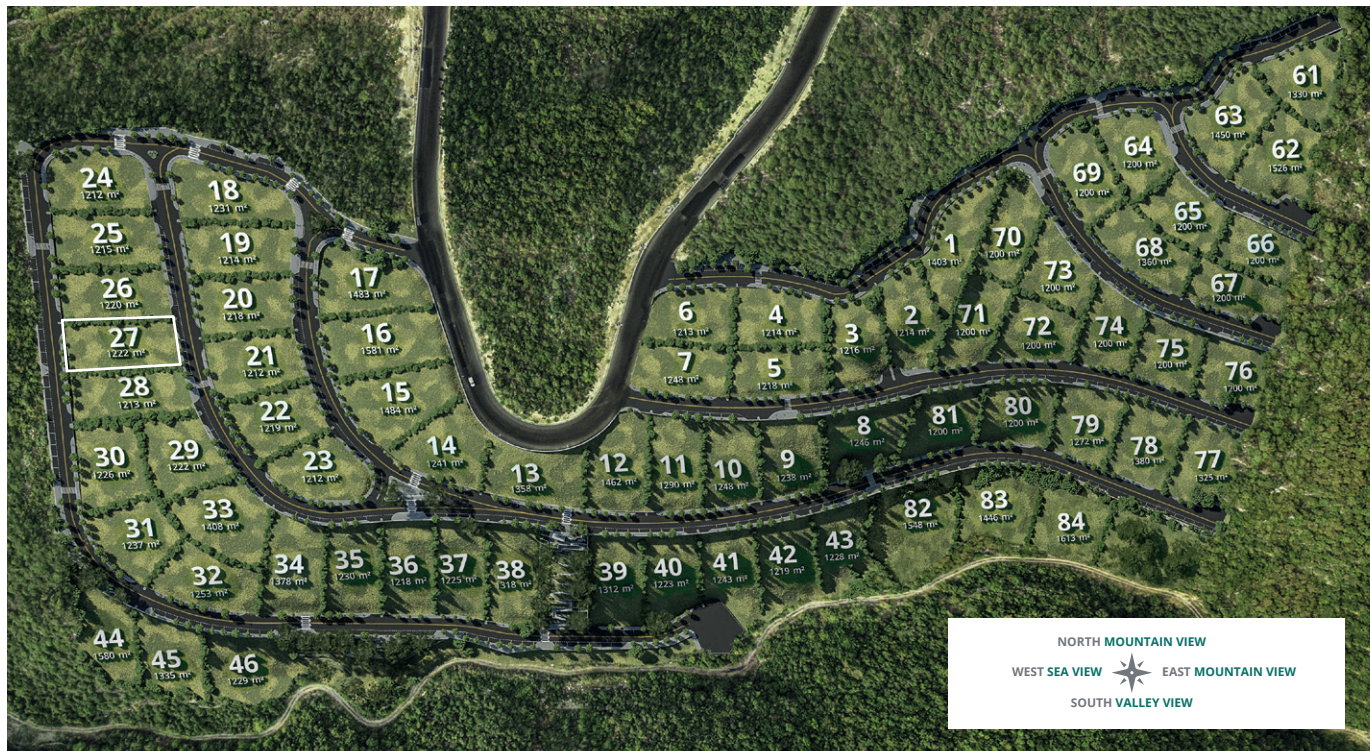 61
1330 m²
63
1450 m²
62
1526 m²
64
1200 m²
69
1200 m²
65
1200 m²
66
1200 m²
68
1360 m²
67
1200 m²
24
1212 m²
18
1231 m²
25
1215 m²
19
1214 m²
1
1403 m²
70
1200 m²
17
1483 m²
73
1200 m²
26
1220 m²
20
1218 m²
6
1213 m²
4
1214 m²
3
1216 m²
2
1214 m²
71
1200 m²
72
1200 m²
74
1200 m²
75
1200 m²
76
1200 m²
27
1222 m²
16
1581 m²
21
1212 m²
7
1248 m²
5
1218 m²
28
1213 m²
15
1484 m²
22
1219 m²
8
1246 m²
81
1200 m²
80
1200 m²
79
1272 m²
78
77
1325 m²
30
1226 m²
29
1222 m²
23
1212 m²
14
1241 m²
13
1358 m²
12
1462 m²
11
1290 m²
10
1248 m²
9
1238 m²
33
1408 m²
31
1237 m²
82
1548 m²
83
1446 m²
84
1613 m²
32
1253 m²
34
1378 m²
35
1230 m²
36
1218 m²
37
1225 m²
38
39
1312 m²
40
1223 m²
41
1243 m²
42
1219 m²
43
1228 m²
44
1580 m²
45
1335 m²
46
1229 m²
NORTH MOUNTAIN VIEW
WEST SEA VIEW EAST MOUNTAIN VIEW
SOUTH VALLEY VIEW